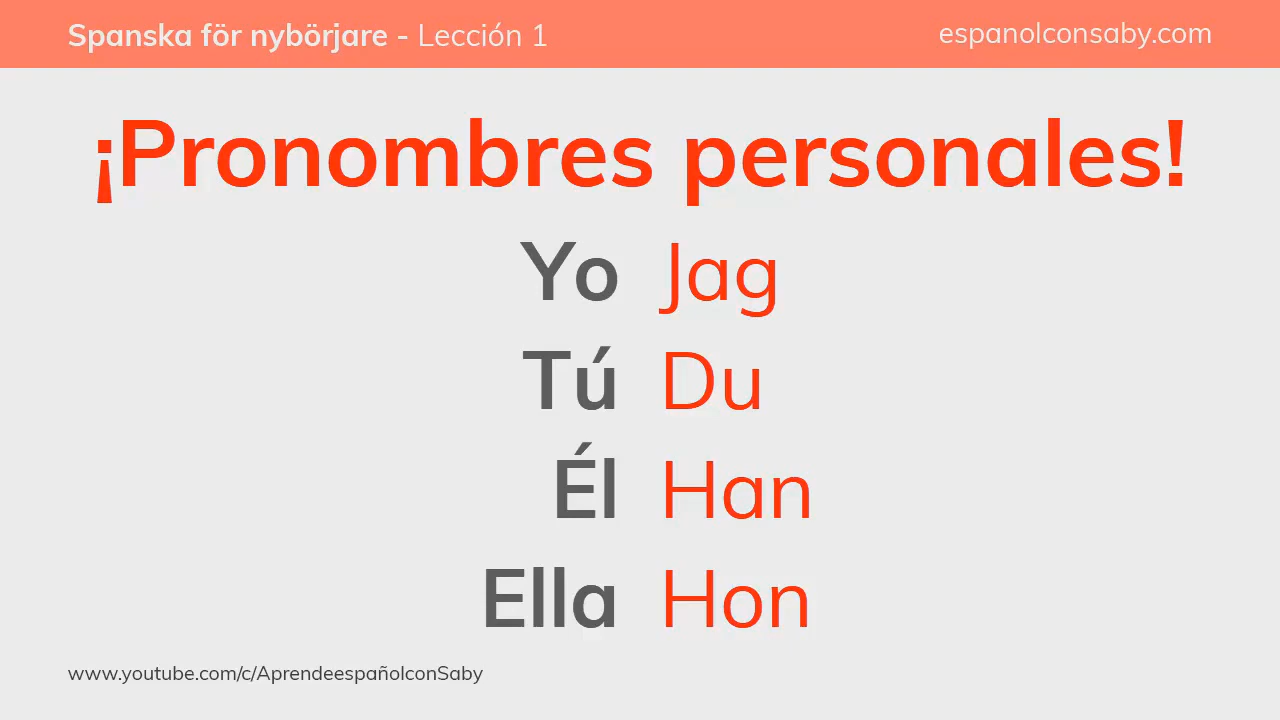 Spanska för nybörjare - Lección 1
espanolconsaby.com
¡Pronombres personales!
Yo Jag
Tú Du
Él Han
Ella Hon
www.youtube.com/c/AprendeespañolconSaby